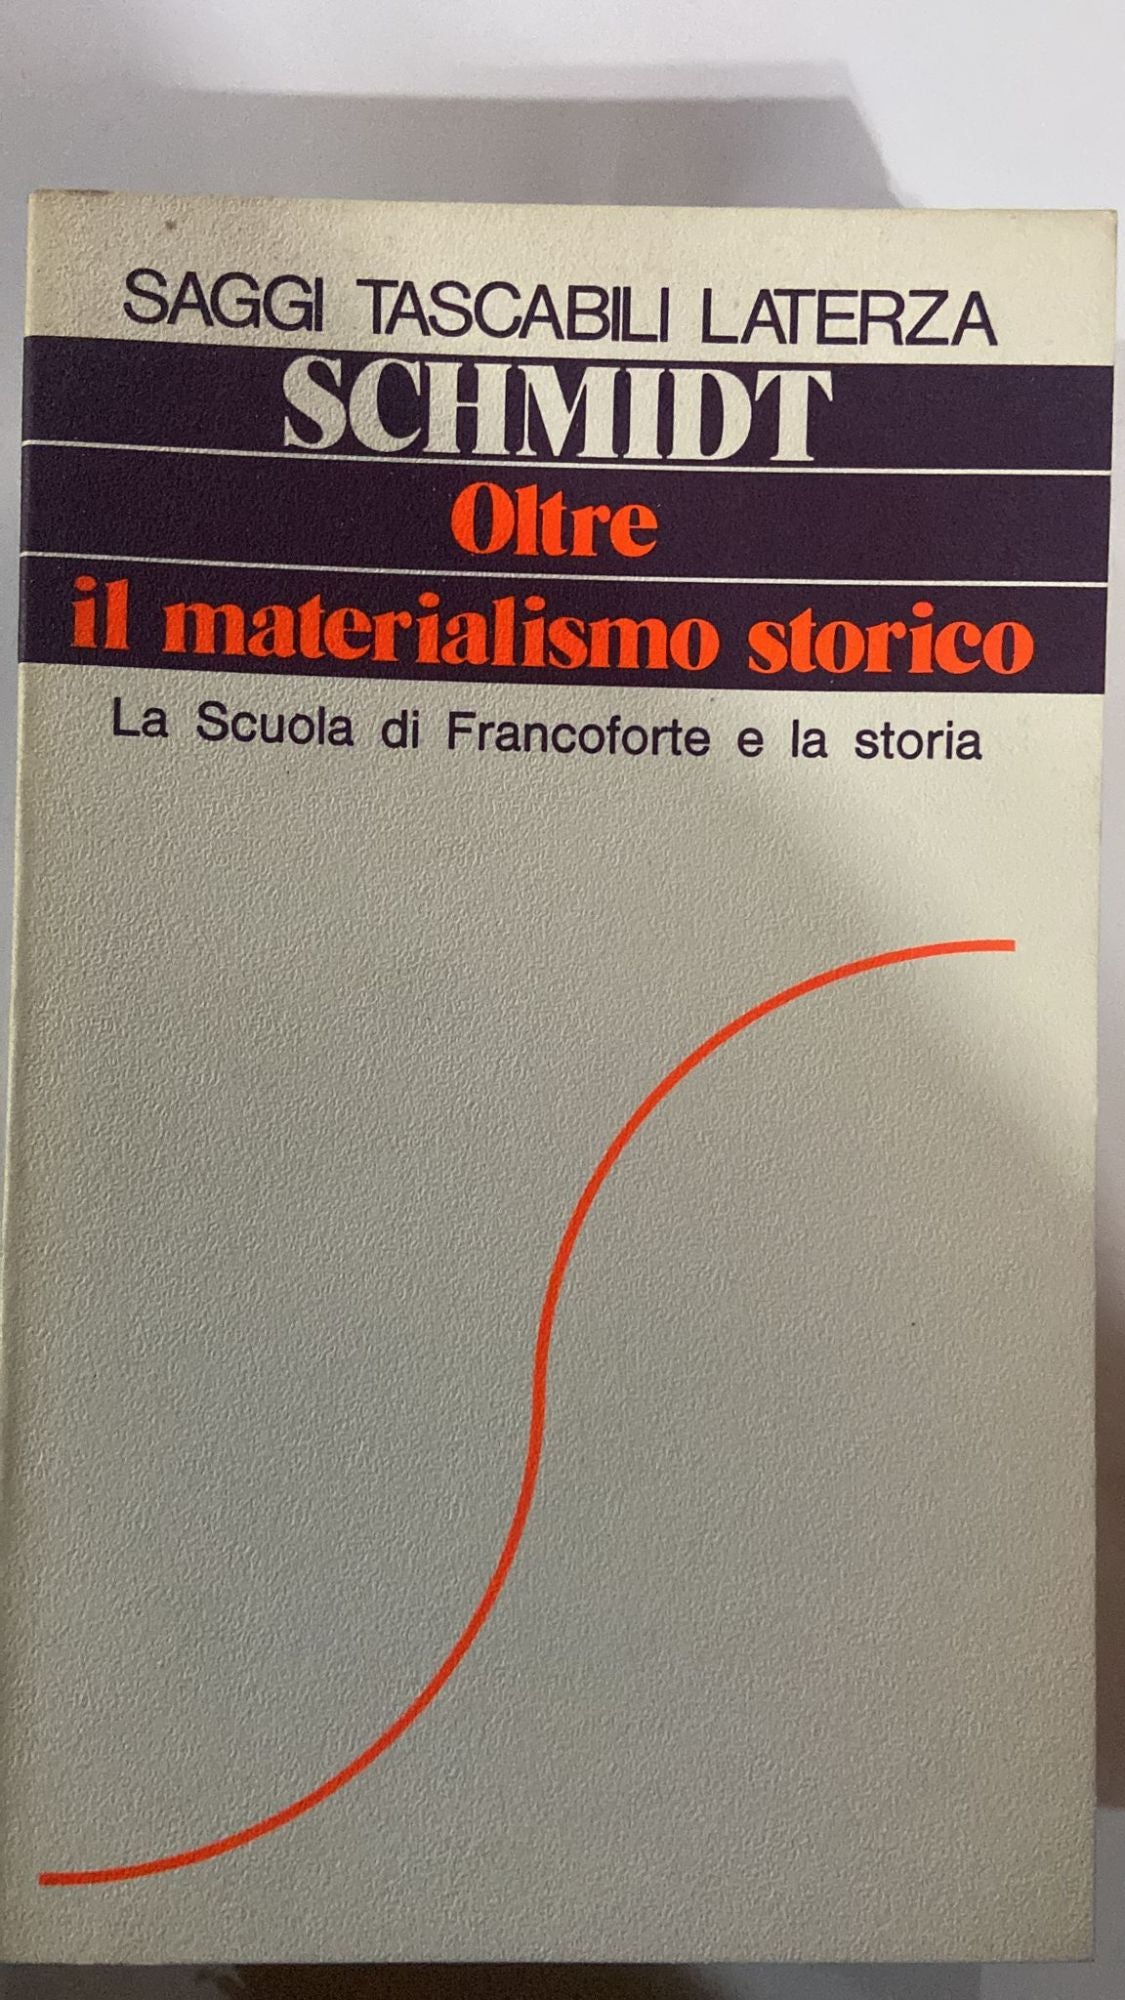 SAGGI TASCABILI LATERZA
SCHMIDT
Oltre
il materialismo storico
La Scuola di Francoforte e la storia